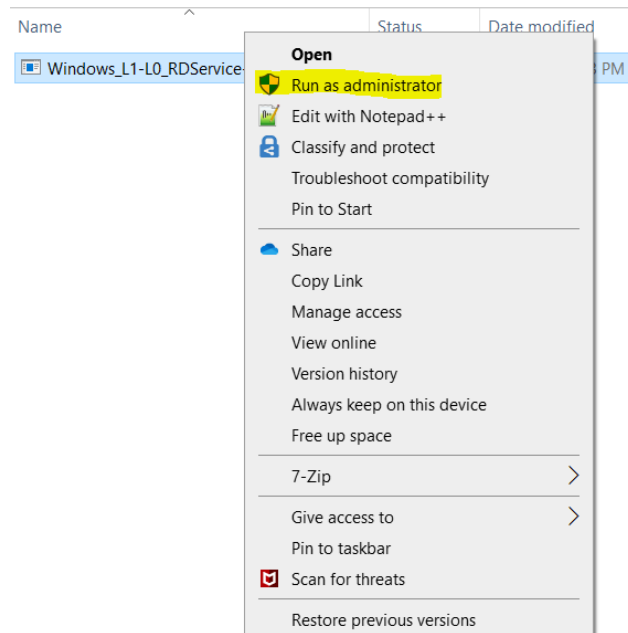 Name Status Date modified
Windows_L1-L0_RDService- PM
Open
Run as administrator
Edit with Notepad++
Classify and protect
Troubleshoot compatibility
Pin to Start
Share
Copy Link
Manage access
View online
Version history
Always keep on this device
Free up space
7-Zip
Give access to
Pin to taskbar
Scan for threats
Restore previous versions